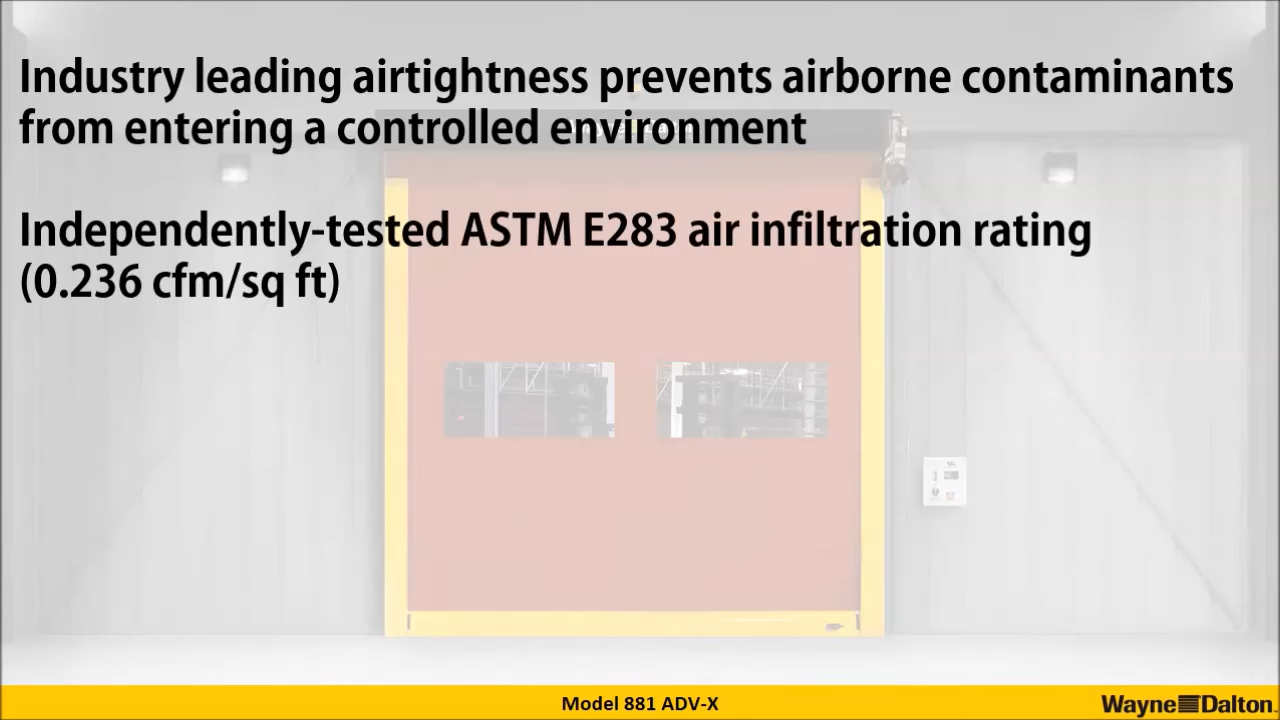 Industry leading airtightness prevents airborne contaminants
from entering a controlled environment
Independently-tested ASTM E283 air infiltration rating
(0.236 cfm/sq ft)
Model 881 ADV-X
Wayne Dalton